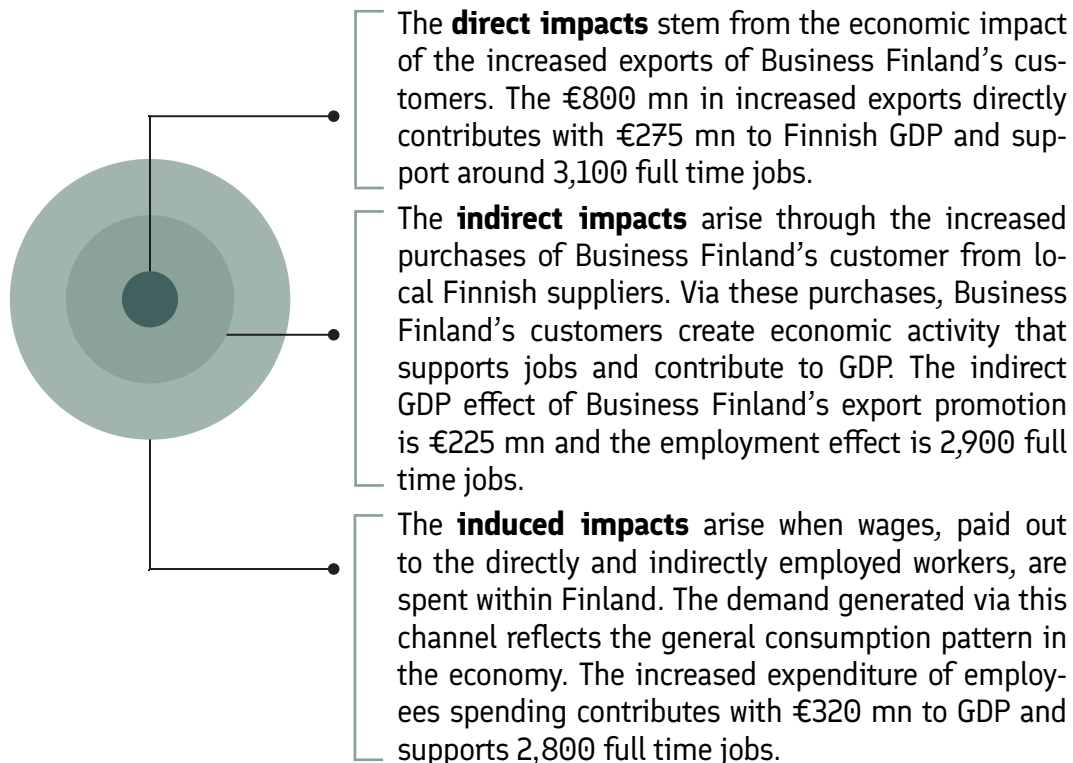 The direct impacts stem from the economic impact
of the increased exports of Business Finland’s cus-
tomers. The €800 mn in increased exports directly
contributes with €275 mn to Finnish GDP and sup-
port around 3,100 full time jobs.
The indirect impacts arise through the increased
purchases of Business Finland’s customer from lo-
cal Finnish suppliers. Via these purchases, Business
Finland’s customers create economic activity that
supports jobs and contribute to GDP. The indirect
GDP effect of Business Finland’s export promotion
is €225 mn and the employment effect is 2,900 full
time jobs.
The induced impacts arise when wages, paid out
to the directly and indirectly employed workers, are
spent within Finland. The demand generated via this
channel reflects the general consumption pattern in
the economy. The increased expenditure of employ-
ees spending contributes with €320 mn to GDP and
supports 2,800 full time jobs.